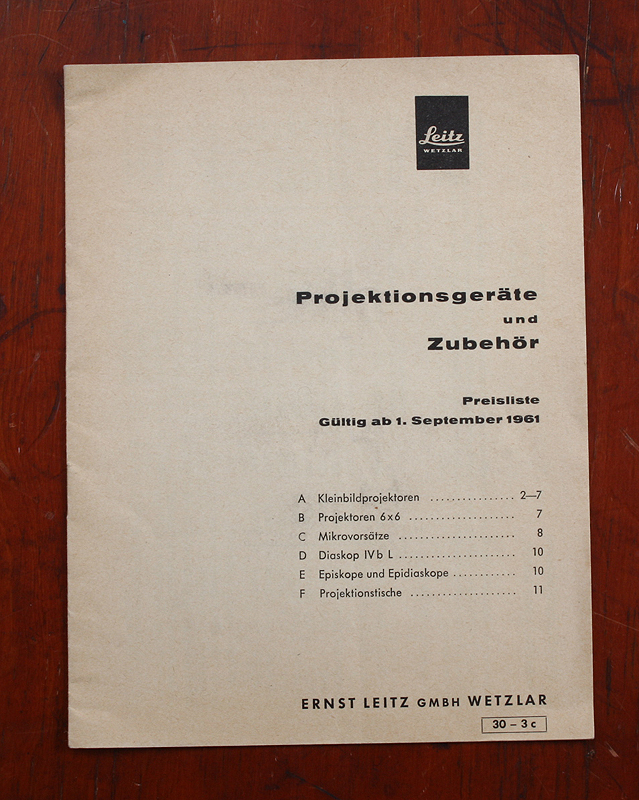 Leitz
WETZLAR
Projektionsgeräte
und
Zubehör
Preisliste
Gültig ab 1. September 1961
A Kleinbildprojektoren ............... 2—7
B Projektoren 6x6 ................... 7
C Mikrovorsätze ..................... 8
D Diaskop IV b L ..................... 10
E Episkope und Epidiaskope ............ 10
F Projektionstische ................... 11
ERNST LEITZ GMBH WETZLAR
30 – 3 c